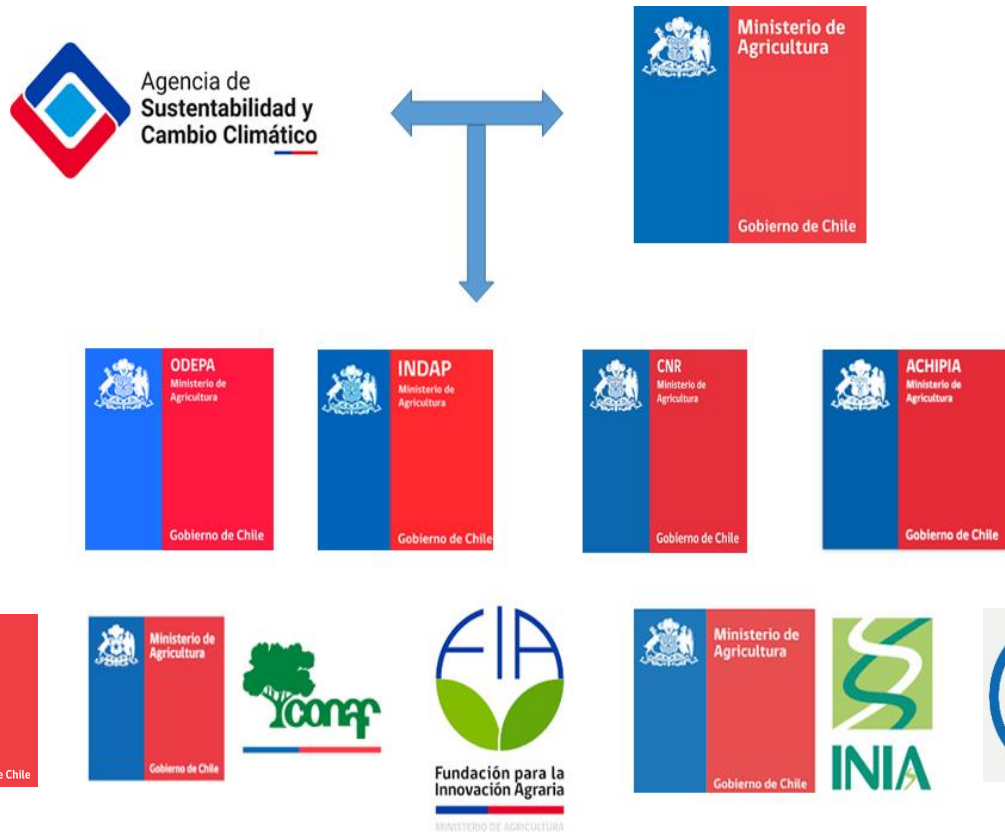 Agencia de
Sustentabilidad y
Cambio Climático
Ministerio de
Agricultura
Gobierno de Chile
ODEPA
Ministerio de
Agricultura
Gobierno de Chile
INDAP
Ministerio de
Agricultura
Gobierno de Chile
CNR
Ministerio de
Agricultura
Gobierno de Chile
ACHIPIA
Ministerio de
Agricultura
Gobierno de Chile
e Chile
Ministerio de
Agricultura
Gobierno de Chile
conaf
FIA
Fundación para la
Innovación Agraria
MINISTERIO DE AGRICULTURA
Ministerio de
Agricultura
Gobierno de Chile
INIA